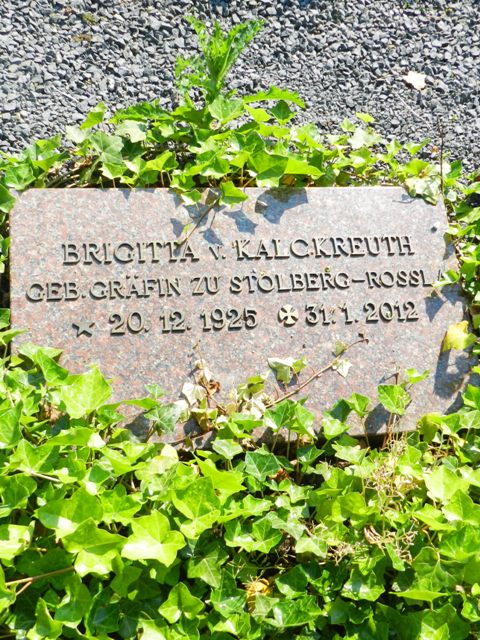 BRIGITTA v. KALCKREUTH
GEB. GRÄFIN ZU STOLBERG-ROSSLA
★ 20. 12. 1925 ✠ 31. 1. 2012